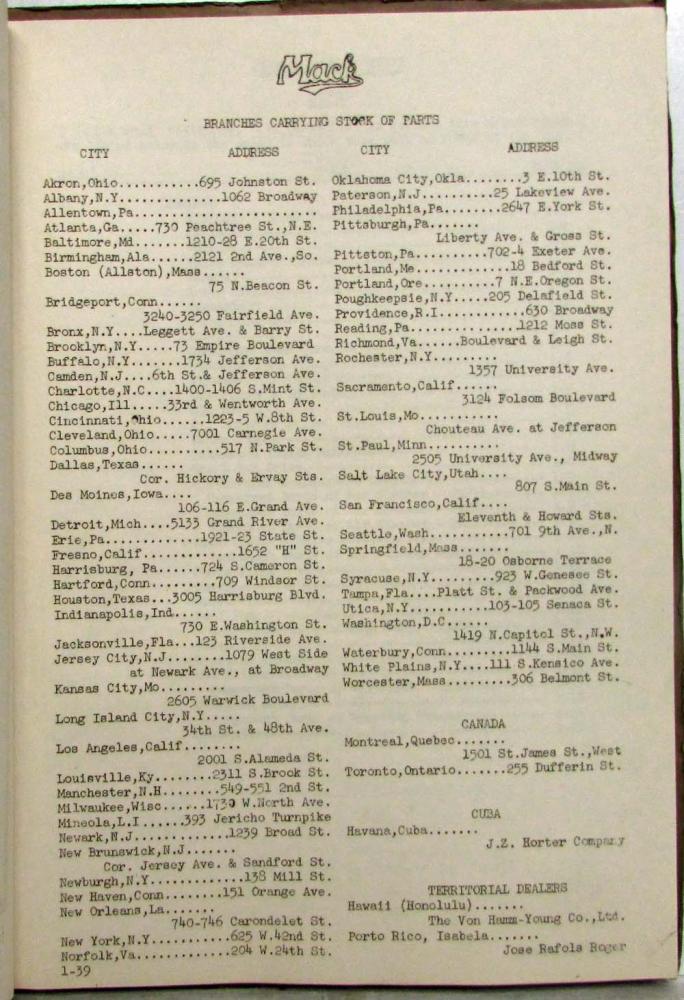 Mack
BRANCHES CARRYING STOCK OF PARTS
CITY ADDRESS
Akron,Ohio...........695 Johnston St.
Albany,N.Y..............1062 Broadway
Allentown,Pa.........................
Atlanta,Ga.....730 Peachtree St.,N.E.
Baltimore,Md.......1210-28 E.20th St.
Birmingham,Ala......2121 2nd Ave.,So.
Boston (Allston),Mass......
75 N.Beacon St.
Bridgeport,Conn......
3240-3250 Fairfield Ave.
Bronx,N.Y....Leggett Ave. & Barry St.
Brooklyn,N.Y.....73 Empire Boulevard
Buffalo,N.Y.......1734 Jefferson Ave.
Camden,N.J....6th St.& Jefferson Ave.
Charlotte,N.C....1400-1406 S.Mint St.
Chicago,Ill.....33rd & Wentworth Ave.
Cincinnati,Ohio......1223-5 W.8th St.
Cleveland,Ohio.....7001 Carnegie Ave.
Columbus,Ohio..........517 N.Park St.
Dallas,Texas......
Cor. Hickory & Ervay Sts.
Des Moines,Iowa....
106-116 E.Grand Ave.
Detroit,Mich....5133 Grand River Ave.
Erie,Pa.............1921-23 State St.
Fresno,Calif.............1652 "H" St.
Harrisburg, Pa......724 S.Cameron St.
Hartford,Conn.........709 Windsor St.
Houston,Texas...3005 Harrisburg Blvd.
Indianapolis,Ind......
730 E.Washington St.
Jacksonville,Fla...123 Riverside Ave.
Jersey City,N.J........1079 West Side
at Newark Ave., at Broadway
Kansas City,Mo.........
2605 Warwick Boulevard
Long Island City,N.Y.....
34th St. & 48th Ave.
Los Angeles,Calif........
2001 S.Alameda St.
Louisville,Ky........2311 S.Brook St.
Manchester,N.H........549-551 2nd St.
Milwaukee,Wisc.....1730 W.North Ave.
Mineola,L.I......393 Jericho Turnpike
Newark,N.J.............1239 Broad St.
New Brunswick,N.J.......
Cor. Jersey Ave. & Sandford St.
Newburgh,N.Y.............138 Mill St.
New Haven,Conn........151 Orange Ave.
New Orleans,La.......
740-746 Carondelet St.
New York,N.Y...........625 W.42nd St.
Norfolk,Va.............204 W.24th St.
1-39
CITY ADDRESS
Oklahoma City,Okla........3 E.10th St.
Paterson,N.J..........25 Lakeview Ave.
Philadelphia,Pa........2647 E.York St.
Pittsburgh,Pa.......
Liberty Ave. & Gross St.
Pittston,Pa..........702-4 Exeter Ave.
Portland,Me.............18 Bedford St.
Portland,Ore..........7 N.E.Oregon St.
Poughkeepsie,N.Y.....205 Delafield St.
Providence,R.I...........630 Broadway
Reading,Pa..............1212 Moss St.
Richmond,Va......Boulevard & Leigh St.
Rochester,N.Y.........
1357 University Ave.
Sacramento,Calif......
3124 Folsom Boulevard
St.Louis,Mo...........
Chouteau Ave. at Jefferson
St.Paul,Minn..........
2505 University Ave., Midway
Salt Lake City,Utah....
807 S.Main St.
San Francisco,Calif....
Eleventh & Howard Sts.
Seattle,Wash..........701 9th Ave.,N.
Springfield,Mass.......
18-20 Osborne Terrace
Syracuse,N.Y........923 W.Genesee St.
Tampa,Fla....Platt St. & Packwood Ave.
Utica,N.Y...........103-105 Senaca St.
Washington,D.C......
1419 N.Capitol St.,N.W.
Waterbury,Conn........1144 S.Main St.
White Plains,N.Y....111 S.Kensico Ave.
Worcester,Mass........306 Belmont St.
CANADA
Montreal,Quebec.......
1501 St.James St.,West
Toronto,Ontario.......255 Dufferin St.
CUBA
Havana,Cuba.......
J.Z. Horter Company
TERRITORIAL DEALERS
Hawaii (Honolulu).......
The Von Hamm-Young Co.,Ltd.
Porto Rico, Isabela.......
Jose Rafols Roger